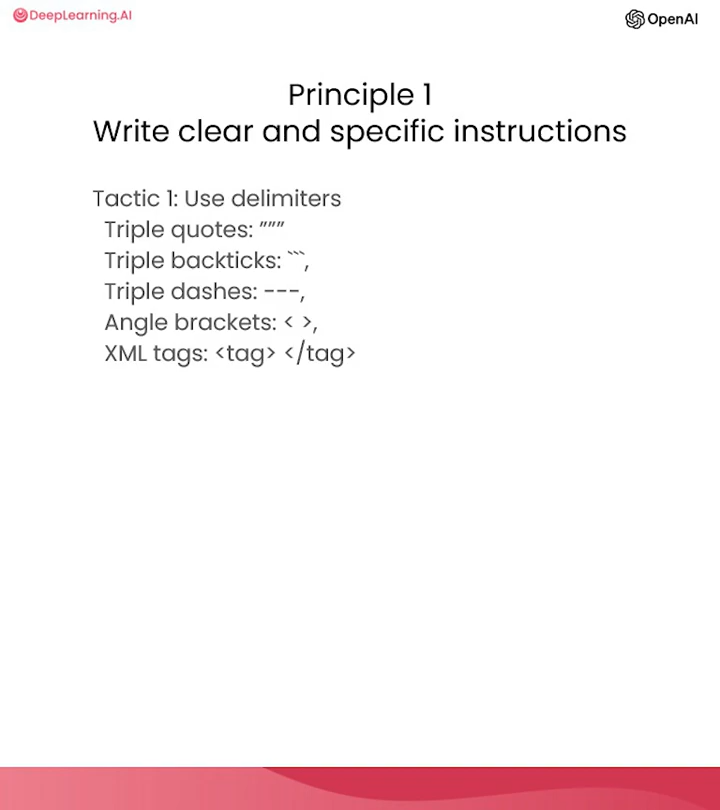 DeepLearning.AI
OpenAI
Principle 1
Write clear and specific instructions
Tactic 1: Use delimiters
Triple quotes: """
Triple backticks: ```,
Triple dashes: ---,
Angle brackets: < >,
XML tags: <tag> </tag>